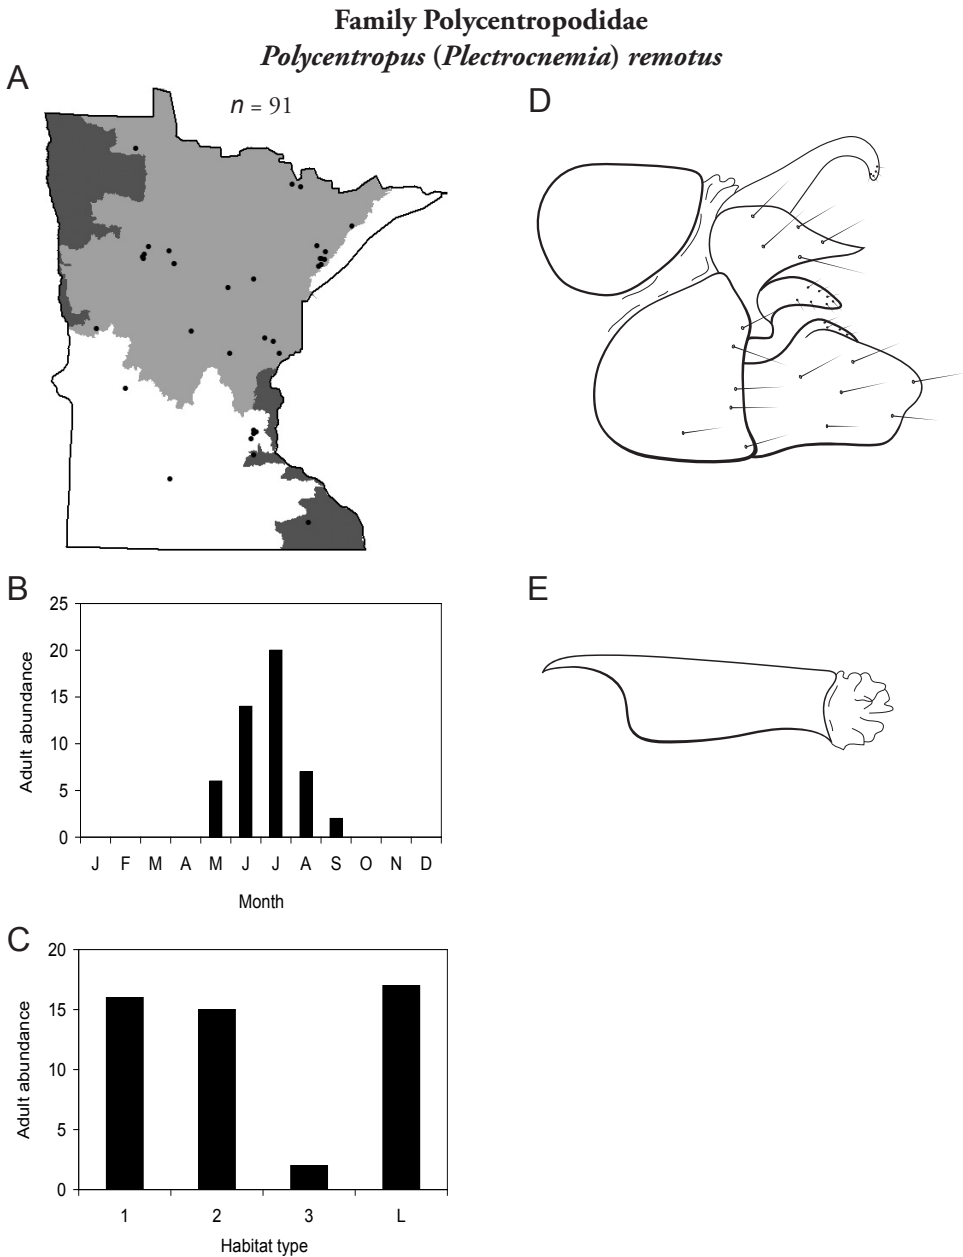 Family Polycentropodidae
Polycentropus (Plectrocnemia) remotus
A
n = 91
D
B
25
20
15
10
5
0
Adult abundance
J F M A M J J A S O N D
Month
E
C
20
15
10
5
0
Adult abundance
1 2 3 L
Habitat type